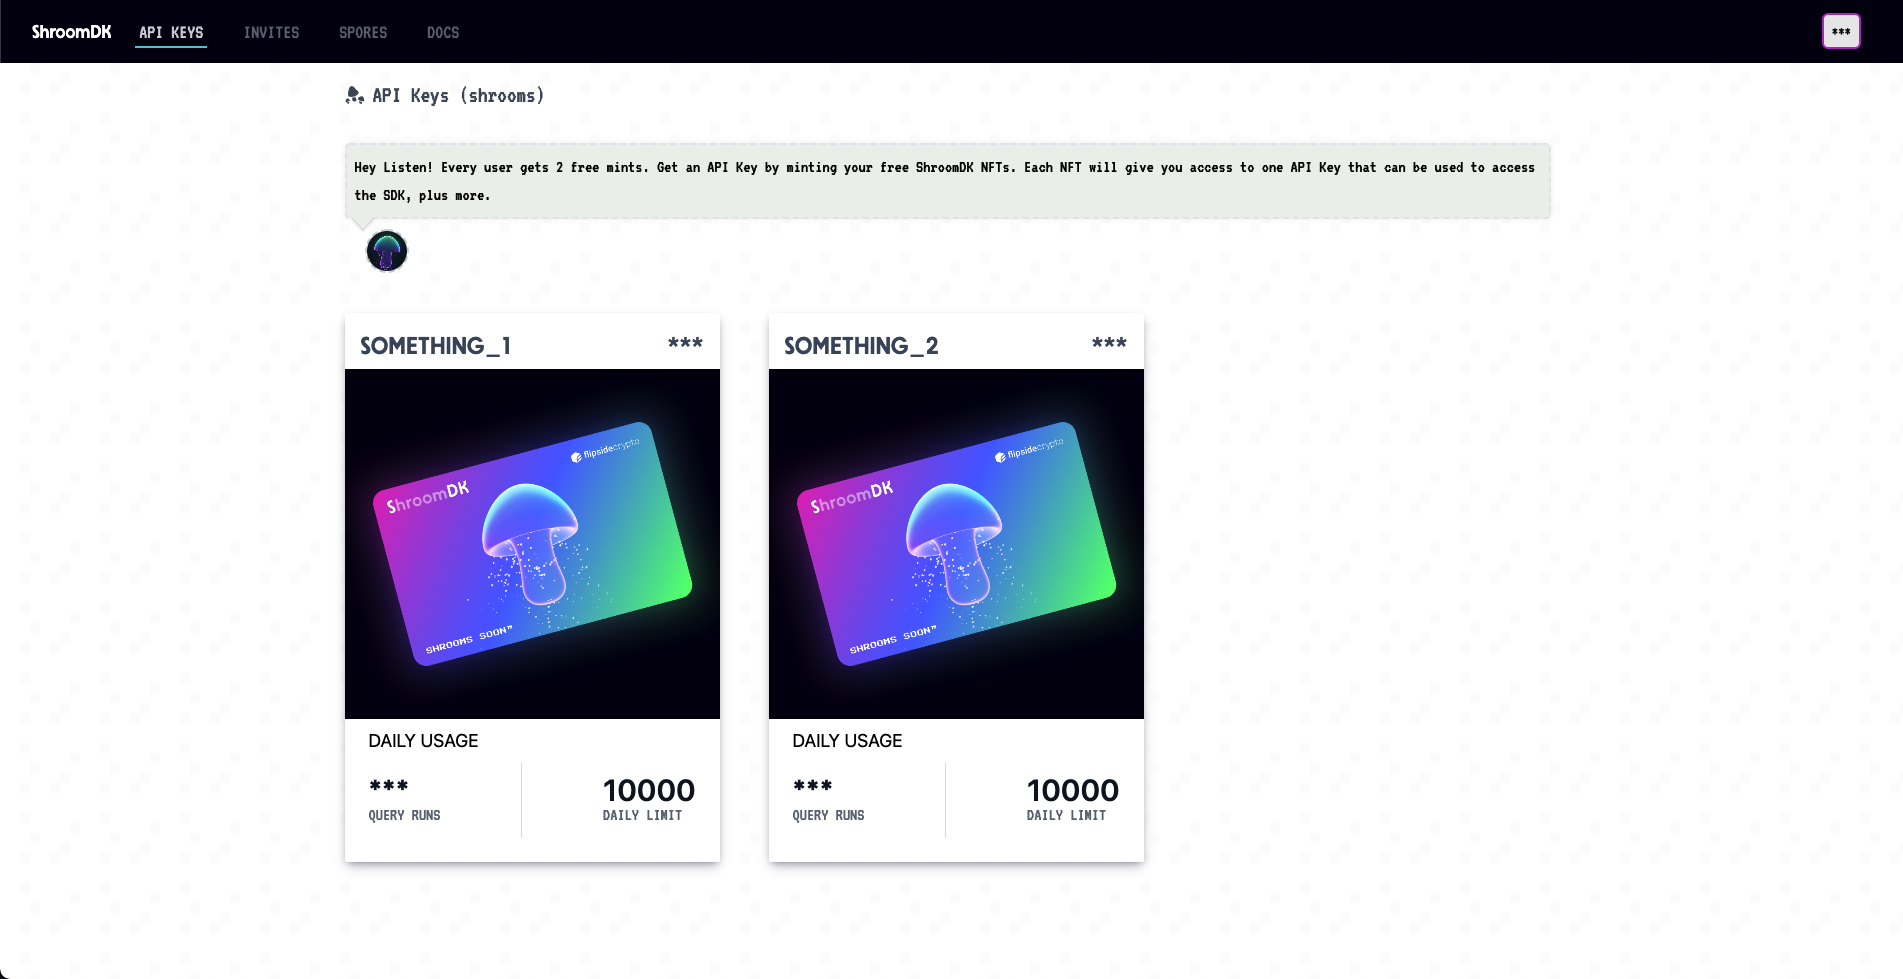 ShroomDK API KEYS INVITES SPORES DOCS ***
API Keys (shrooms)
Hey Listen! Every user gets 2 free mints. Get an API Key by minting your free ShroomDK NFTs. Each NFT will give you access to one API Key that can be used to access
the SDK, plus more.
SOMETHING_1 ***
flipsidecrypto
ShroomDK
SHROOMS SOON"
DAILY USAGE
*** 10000
QUERY RUNS DAILY LIMIT
SOMETHING_2 ***
flipsidecrypto
ShroomDK
SHROOMS SOON"
DAILY USAGE
*** 10000
QUERY RUNS DAILY LIMIT